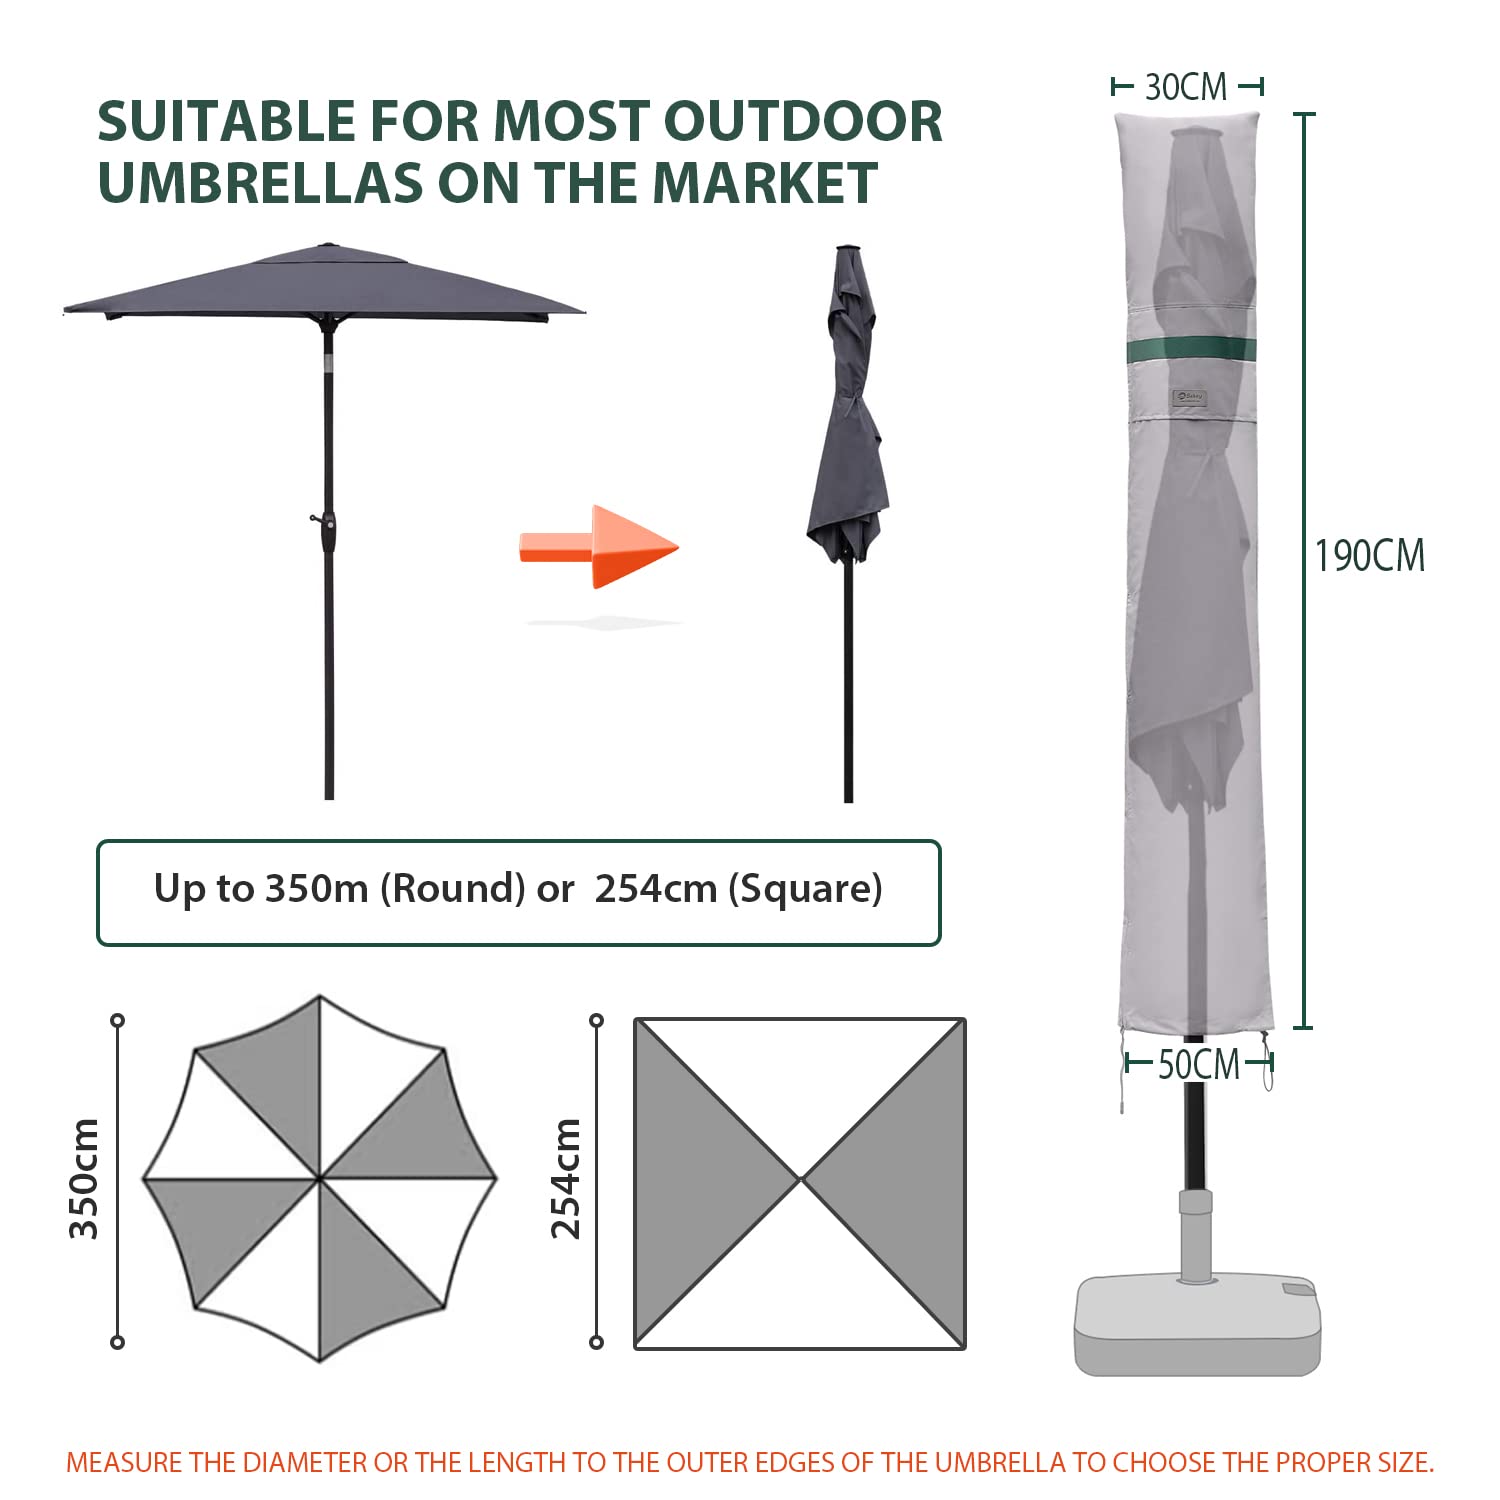 SUITABLE FOR MOST OUTDOOR
UMBRELLAS ON THE MARKET
30CM
190CM
50CM
Up to 350m (Round) or 254cm (Square)
350cm
254cm
MEASURE THE DIAMETER OR THE LENGTH TO THE OUTER EDGES OF THE UMBRELLA TO CHOOSE THE PROPER SIZE.